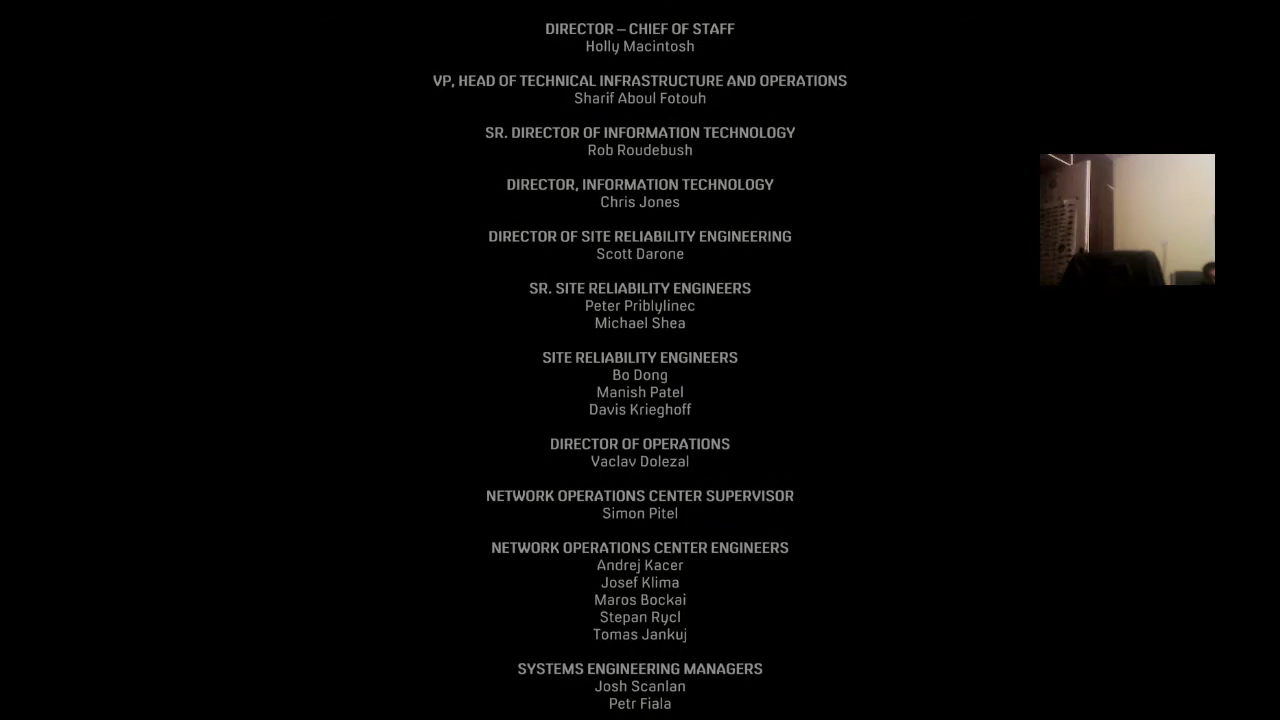 DIRECTOR – CHIEF OF STAFF
Holly Macintosh
VP, HEAD OF TECHNICAL INFRASTRUCTURE AND OPERATIONS
Sharif Aboul Fotouh
SR. DIRECTOR OF INFORMATION TECHNOLOGY
Rob Roudebush
DIRECTOR, INFORMATION TECHNOLOGY
Chris Jones
DIRECTOR OF SITE RELIABILITY ENGINEERING
Scott Darone
SR. SITE RELIABILITY ENGINEERS
Peter Priblylinec
Michael Shea
SITE RELIABILITY ENGINEERS
Bo Dong
Manish Patel
Davis Krieghoff
DIRECTOR OF OPERATIONS
Vaclav Dolezal
NETWORK OPERATIONS CENTER SUPERVISOR
Simon Pitel
NETWORK OPERATIONS CENTER ENGINEERS
Andrej Kacer
Josef Klima
Maros Bockai
Stepan Rycl
Tomas Jankuj
SYSTEMS ENGINEERING MANAGERS
Josh Scanlan
Petr Fiala